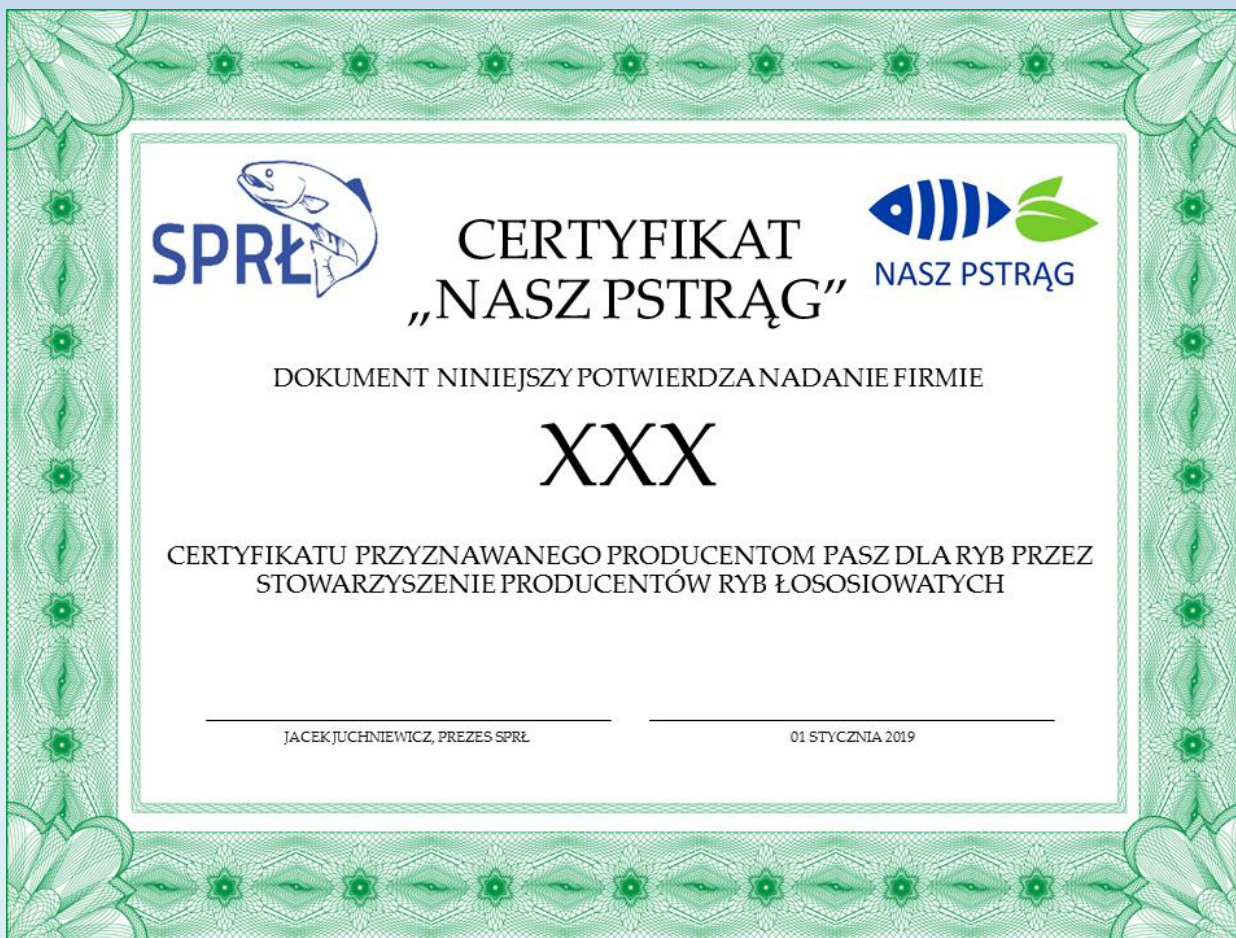 SPRŁ
CERTYFIKAT
„NASZ PSTRĄG”
NASZ PSTRĄG
DOKUMENT NINIEJSZY POTWIERDZA NADANIE FIRMIE
XXX
CERTYFIKATU PRZYZNAWANEGO PRODUCENTOM PASZ DLA RYB PRZEZ
STOWARZYSZENIE PRODUCENTÓW RYB ŁOSOSIOWATYCH
JACEK JUCHNIEWICZ, PREZES SPRŁ
01 STYCZNIA 2019